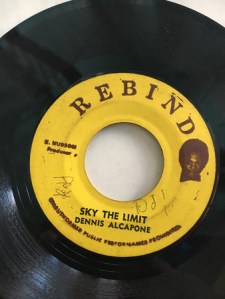 REBIND
K. HUDSON
Producer
SKY THE LIMIT
DENNIS ALCAPONE
UNAUTHORISED PUBLIC PERFORMANCE PROHIBITED